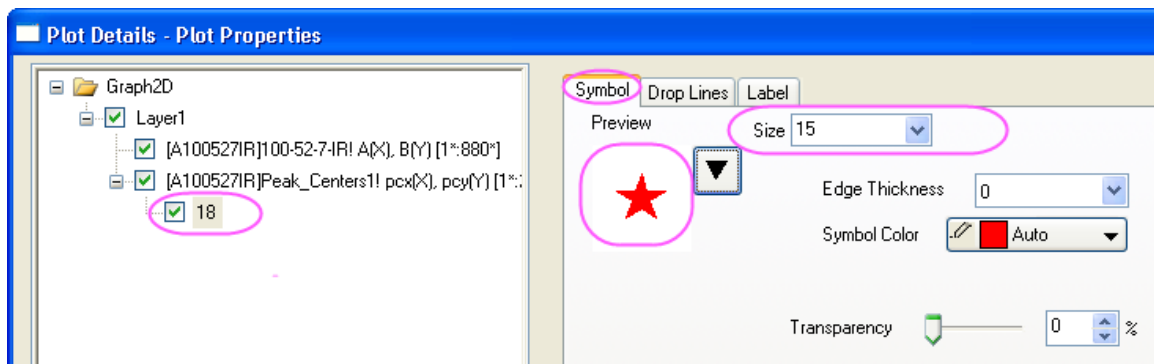 Plot Details - Plot Properties
Graph2D
Layer1
[A100527IR]100-52-7-IR! A(X), B(Y) [1*:880*]
[A100527IR]Peak_Centers1! pcx(X), pcy(Y) [1*:
18
Symbol Drop Lines Label
Preview
Size 15
Edge Thickness 0
Symbol Color Auto
Transparency 0 %